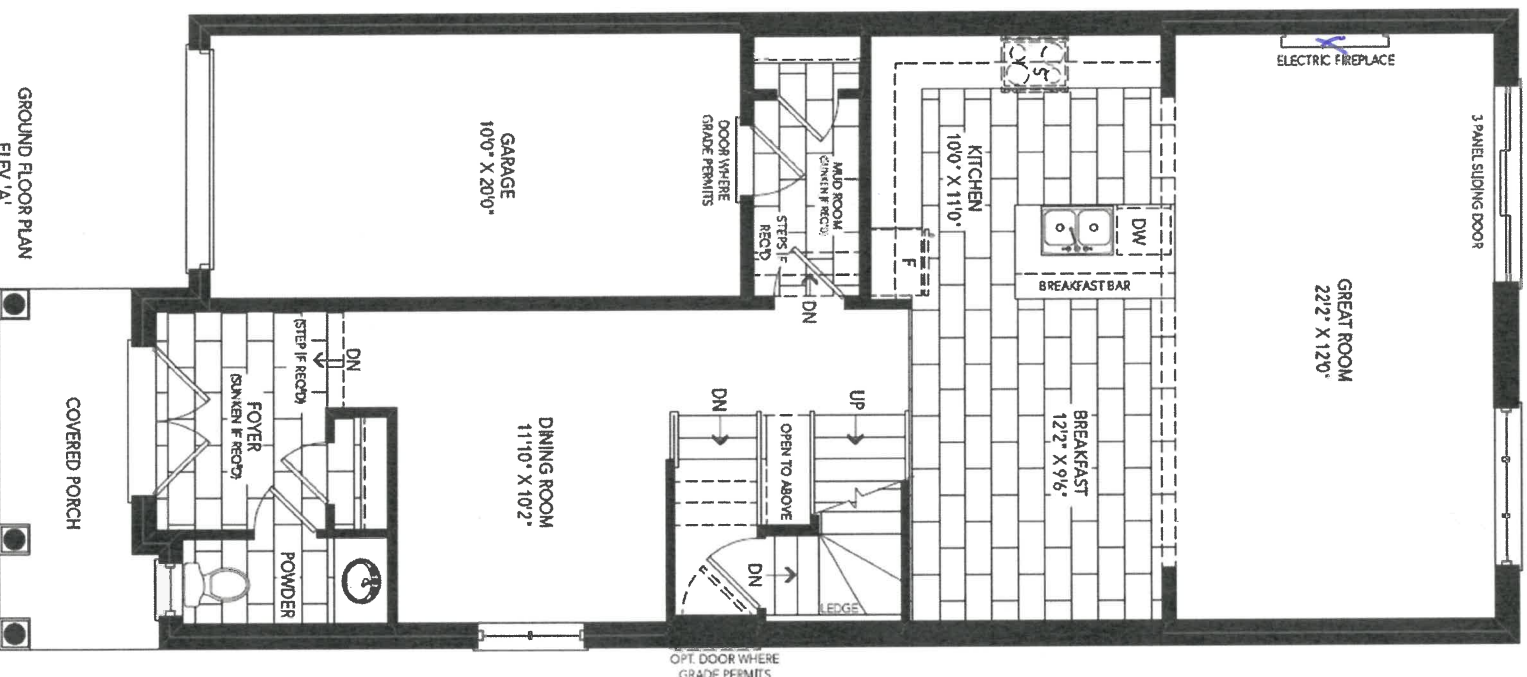 ELECTRIC FIREPLACE
3 PANEL SLIDING DOOR
GREAT ROOM
22'2" X 12'0"
KITCHEN
10'0" X 11'0"
DW
BREAKFAST BAR
F
BREAKFAST
12'2" X 9'6"
MUD ROOM
(SUNKEN IF REQ'D)
DOOR WHERE
GRADE PERMITS
STEPS IF
REQ'D
DN
GARAGE
10'0" X 20'0"
UP
DN
OPEN TO ABOVE
DN
LEDGE
OPT. DOOR WHERE
GRADE PERMITS
DINING ROOM
11'10" X 10'2"
DN
(STEP IF REQ'D)
FOYER
(SUNKEN IF REQ'D)
POWDER
COVERED PORCH
GROUND FLOOR PLAN
ELEV. 'A'